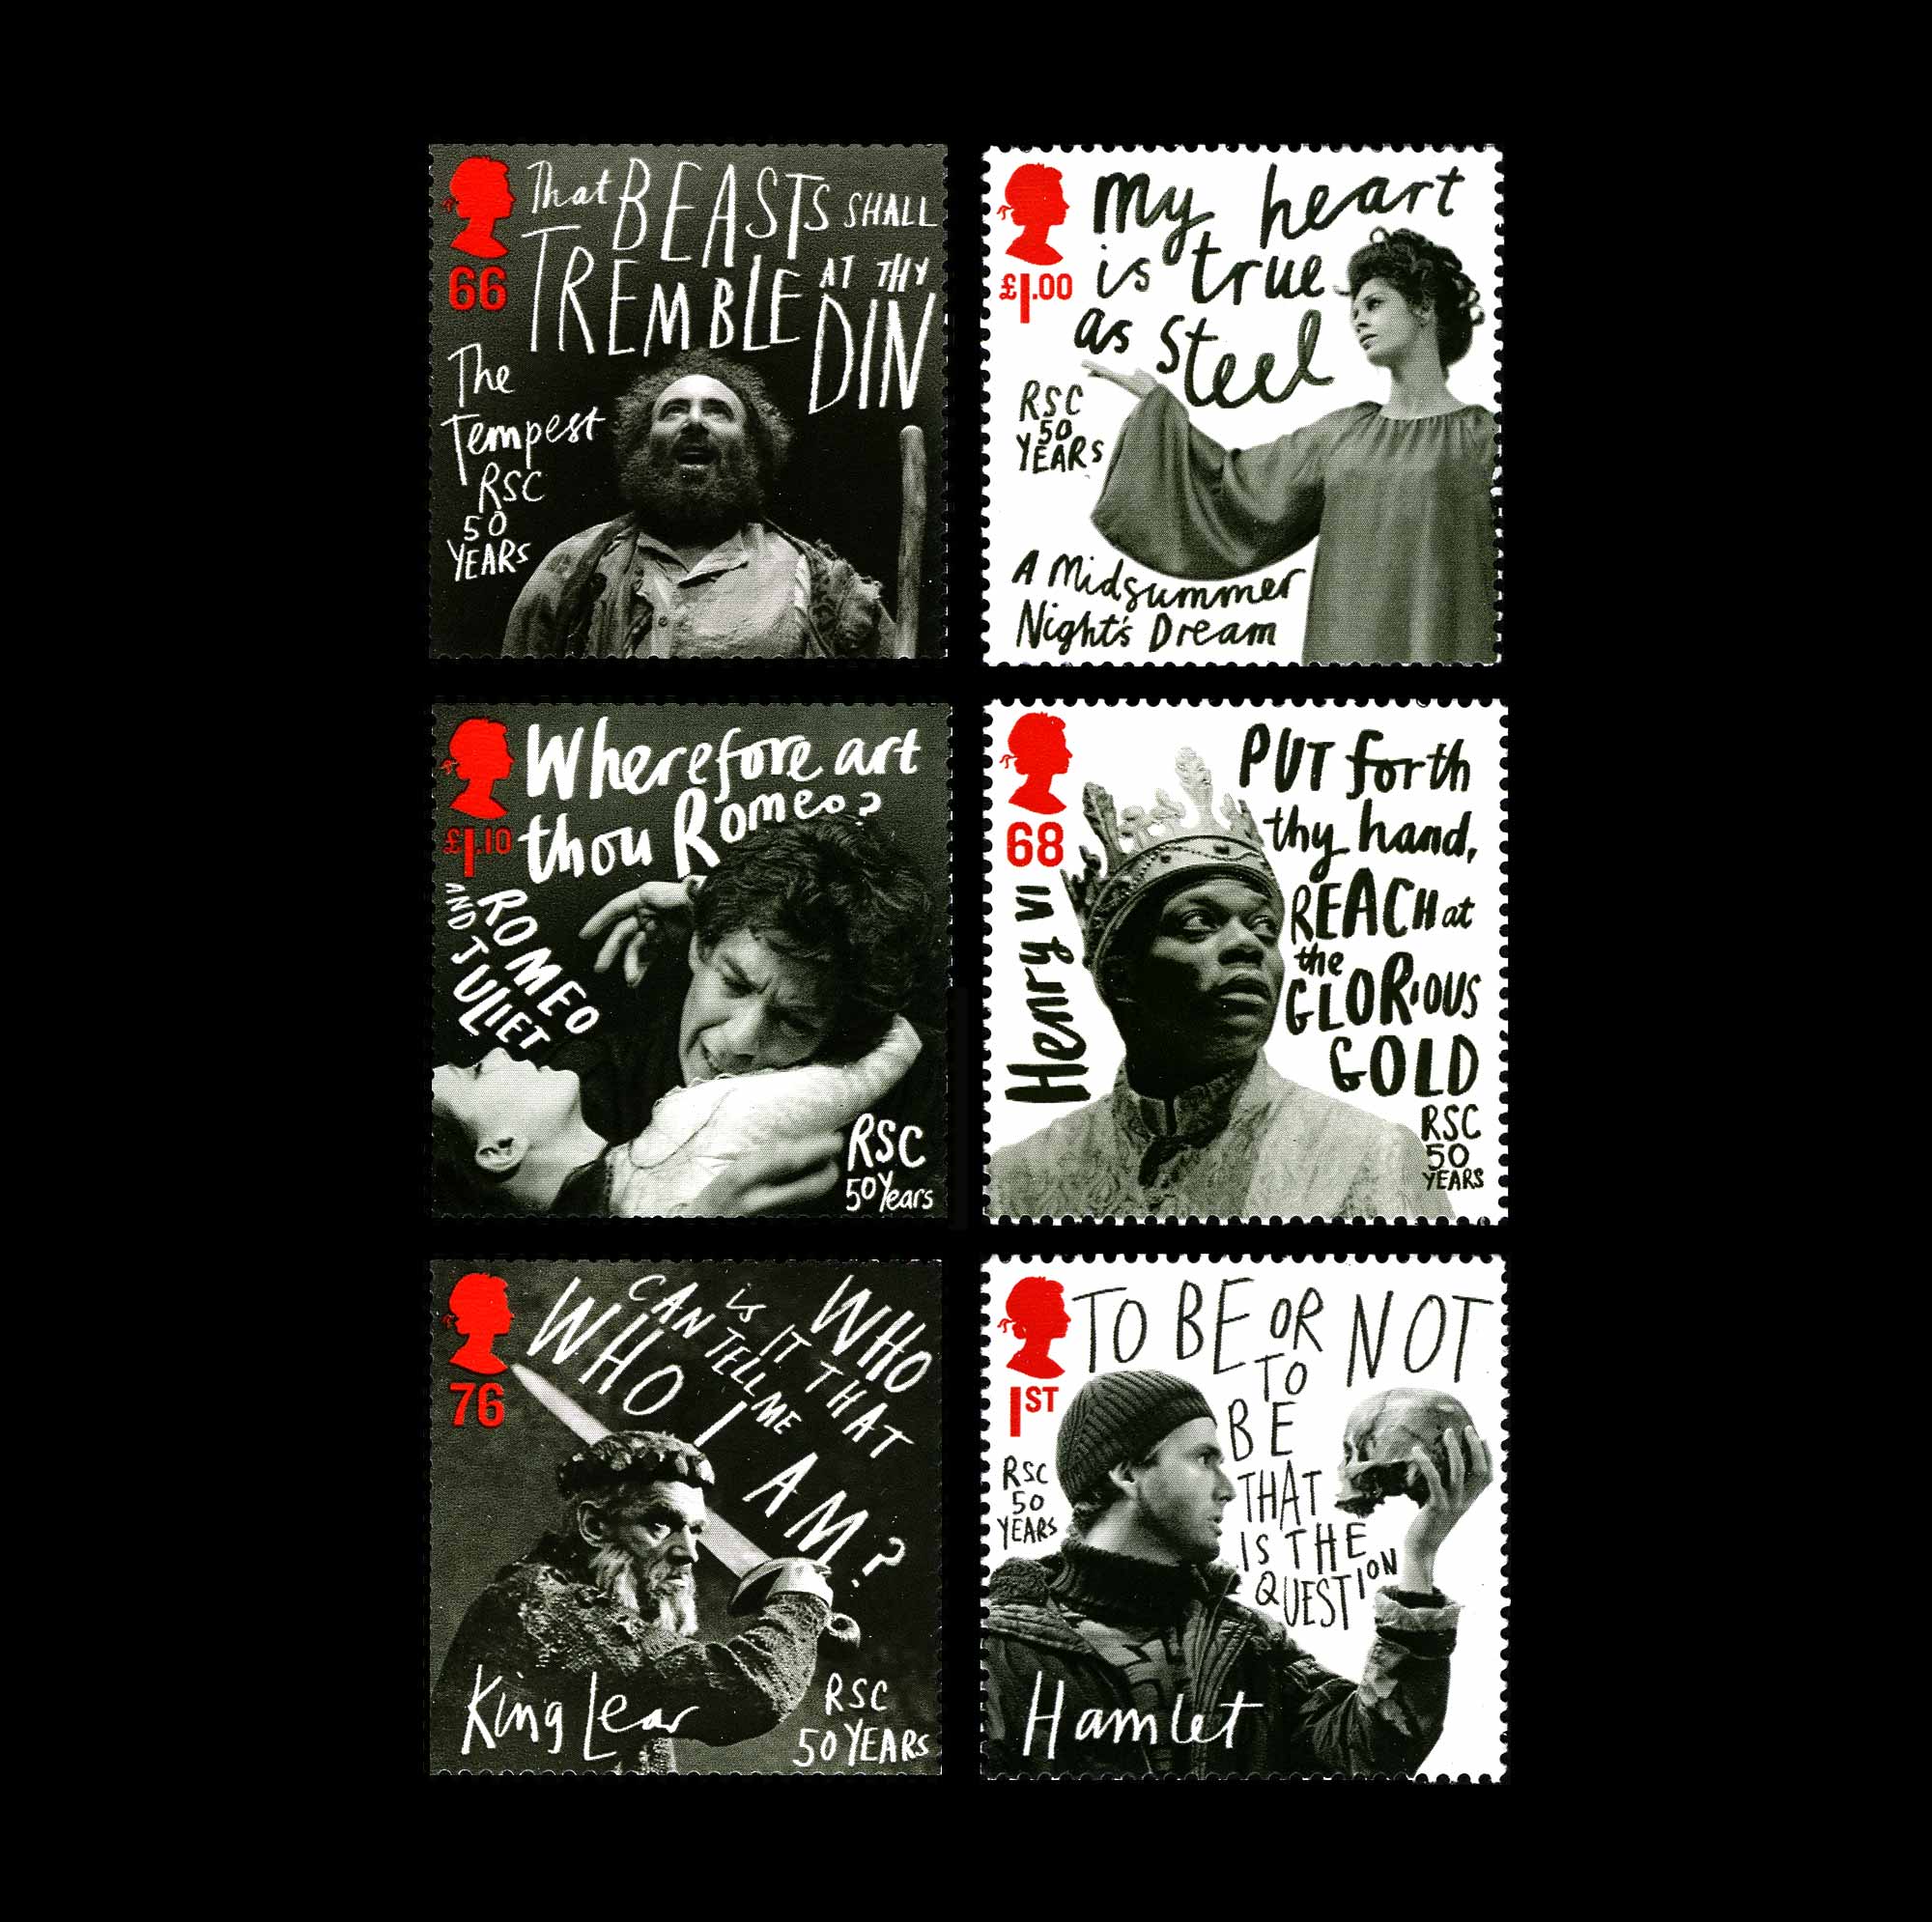 That BEASTS SHALL
TREMBLE AT THY
DIN
66
The
Tempest
RSC
50
YEARS
My heart
is true
as Steel
£1.00
RSC
50
YEARS
A Midsummer
Night's Dream
Wherefore art
thou Romeo?
£1.10
ROMEO
AND JULIET
RSC
50 Years
PUT forth
thy hand,
REACH at
the
GLORIOUS
GOLD
68
Henry VI
RSC
50
YEARS
WHO
is IT THAT
CAN TELL ME
WHO I AM?
76
King Lear
RSC
50 YEARS
TO BE OR NOT
TO
BE
THAT
IS THE
QUESTION
1ST
RSC
50
YEARS
Hamlet